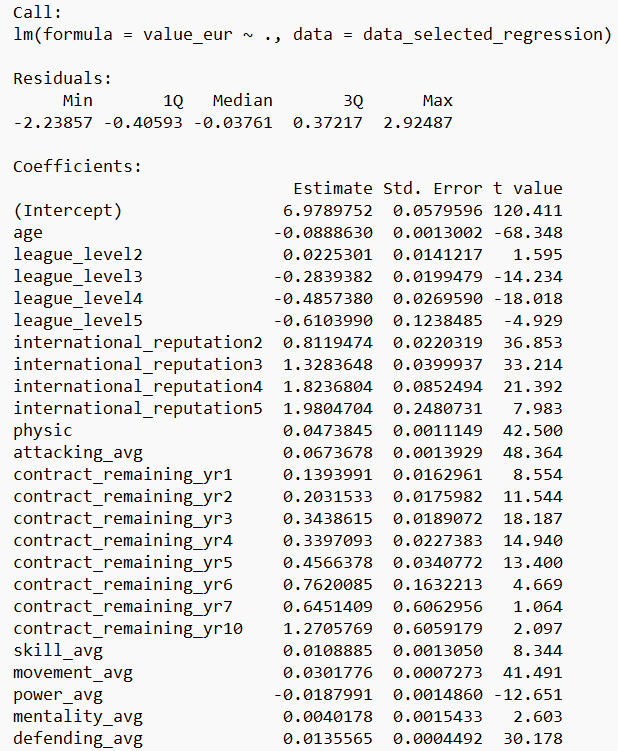 Call:
lm(formula = value_eur ~ ., data = data_selected_regression)
Residuals:
Min 1Q Median 3Q Max
-2.23857 -0.40593 -0.03761 0.37217 2.92487
Coefficients:
Estimate Std. Error t value
(Intercept) 6.9789752 0.0579596 120.411
age -0.0888630 0.0013002 -68.348
league_level2 0.0225301 0.0141217 1.595
league_level3 -0.2839382 0.0199479 -14.234
league_level4 -0.4857380 0.0269590 -18.018
league_level5 -0.6103990 0.1238485 -4.929
international_reputation2 0.8119474 0.0220319 36.853
international_reputation3 1.3283648 0.0399937 33.214
international_reputation4 1.8236804 0.0852494 21.392
international_reputation5 1.9804704 0.2480731 7.983
physic 0.0473845 0.0011149 42.500
attacking_avg 0.0673678 0.0013929 48.364
contract_remaining_yr1 0.1393991 0.0162961 8.554
contract_remaining_yr2 0.2031533 0.0175982 11.544
contract_remaining_yr3 0.3438615 0.0189072 18.187
contract_remaining_yr4 0.3397093 0.0227383 14.940
contract_remaining_yr5 0.4566378 0.0340772 13.400
contract_remaining_yr6 0.7620085 0.1632213 4.669
contract_remaining_yr7 0.6451409 0.6062956 1.064
contract_remaining_yr10 1.2705769 0.6059179 2.097
skill_avg 0.0108885 0.0013050 8.344
movement_avg 0.0301776 0.0007273 41.491
power_avg -0.0187991 0.0014860 -12.651
mentality_avg 0.0040178 0.0015433 2.603
defending_avg 0.0135565 0.0004492 30.178